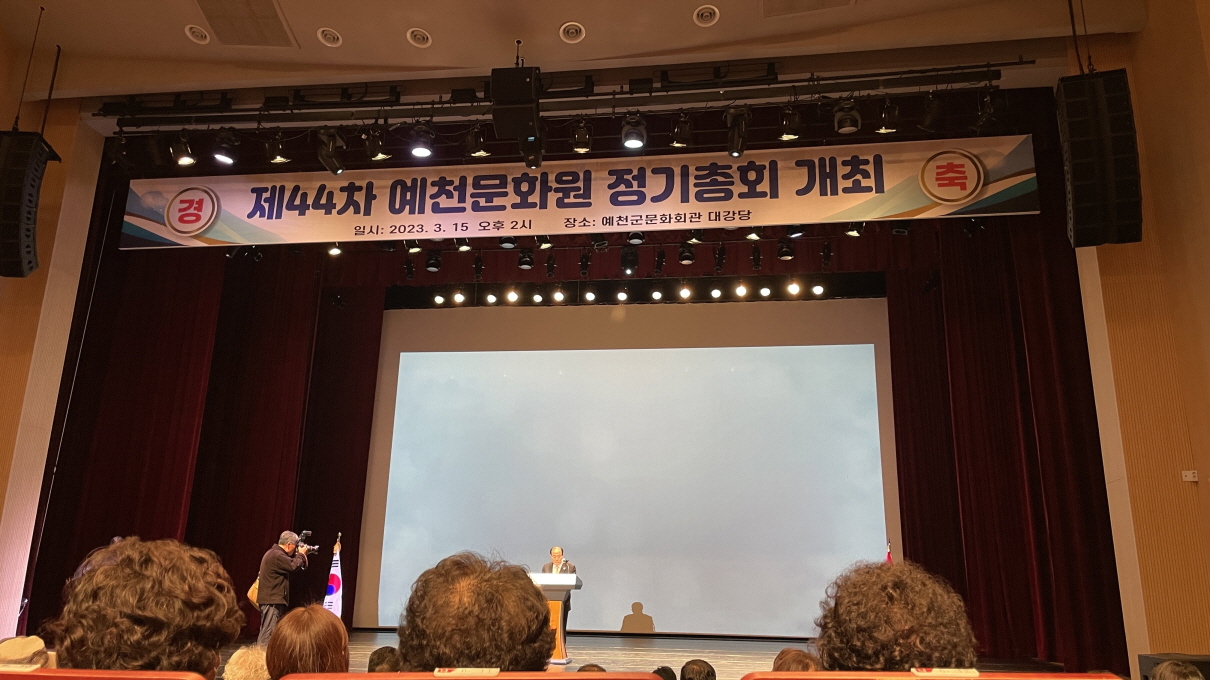 경 제44차 예천문화원 정기총회 개최 축
일시: 2023. 3. 15 오후 2시 장소: 예천군문화회관 대강당